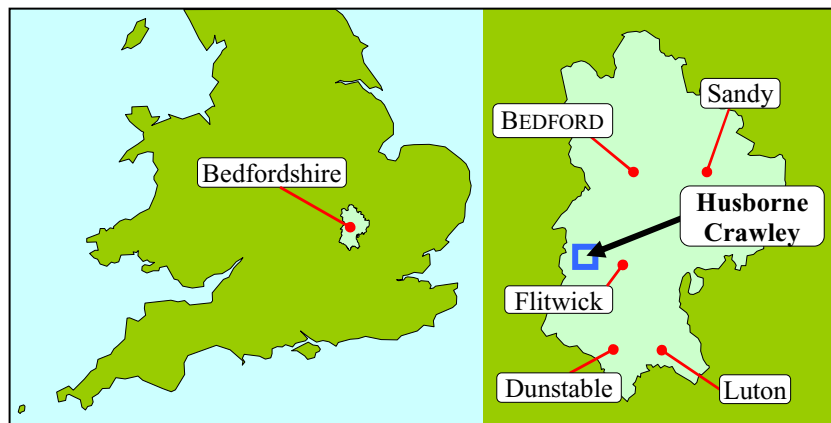 Bedfordshire
Sandy
BEDFORD
Husborne
Crawley
Flitwick
Dunstable
Luton